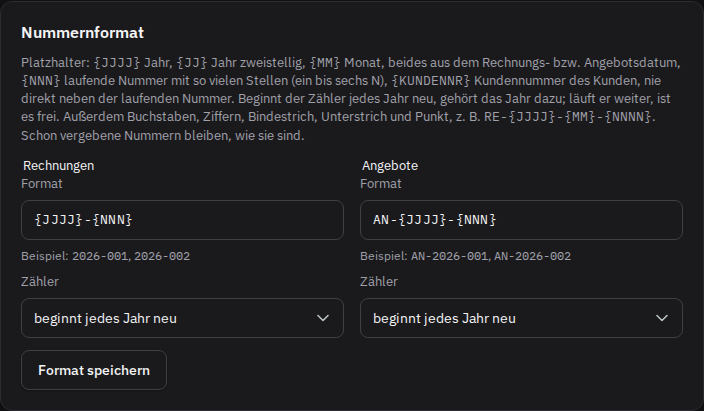 Nummernformat
Platzhalter: {JJJJ} Jahr, {JJ} Jahr zweistellig, {MM} Monat, beides aus dem Rechnungs- bzw. Angebotsdatum,
{NNN} laufende Nummer mit so vielen Stellen (ein bis sechs N), {KUNDENNR} Kundennummer des Kunden, nie
direkt neben der laufenden Nummer. Beginnt der Zähler jedes Jahr neu, gehört das Jahr dazu; läuft er weiter, ist
es frei. Außerdem Buchstaben, Ziffern, Bindestrich, Unterstrich und Punkt, z. B. RE-{JJJJ}-{MM}-{NNNN}.
Schon vergebene Nummern bleiben, wie sie sind.
Rechnungen
Format
{JJJJ}-{NNN}
Beispiel: 2026-001, 2026-002
Zähler
beginnt jedes Jahr neu
Angebote
Format
AN-{JJJJ}-{NNN}
Beispiel: AN-2026-001, AN-2026-002
Zähler
beginnt jedes Jahr neu
Format speichern